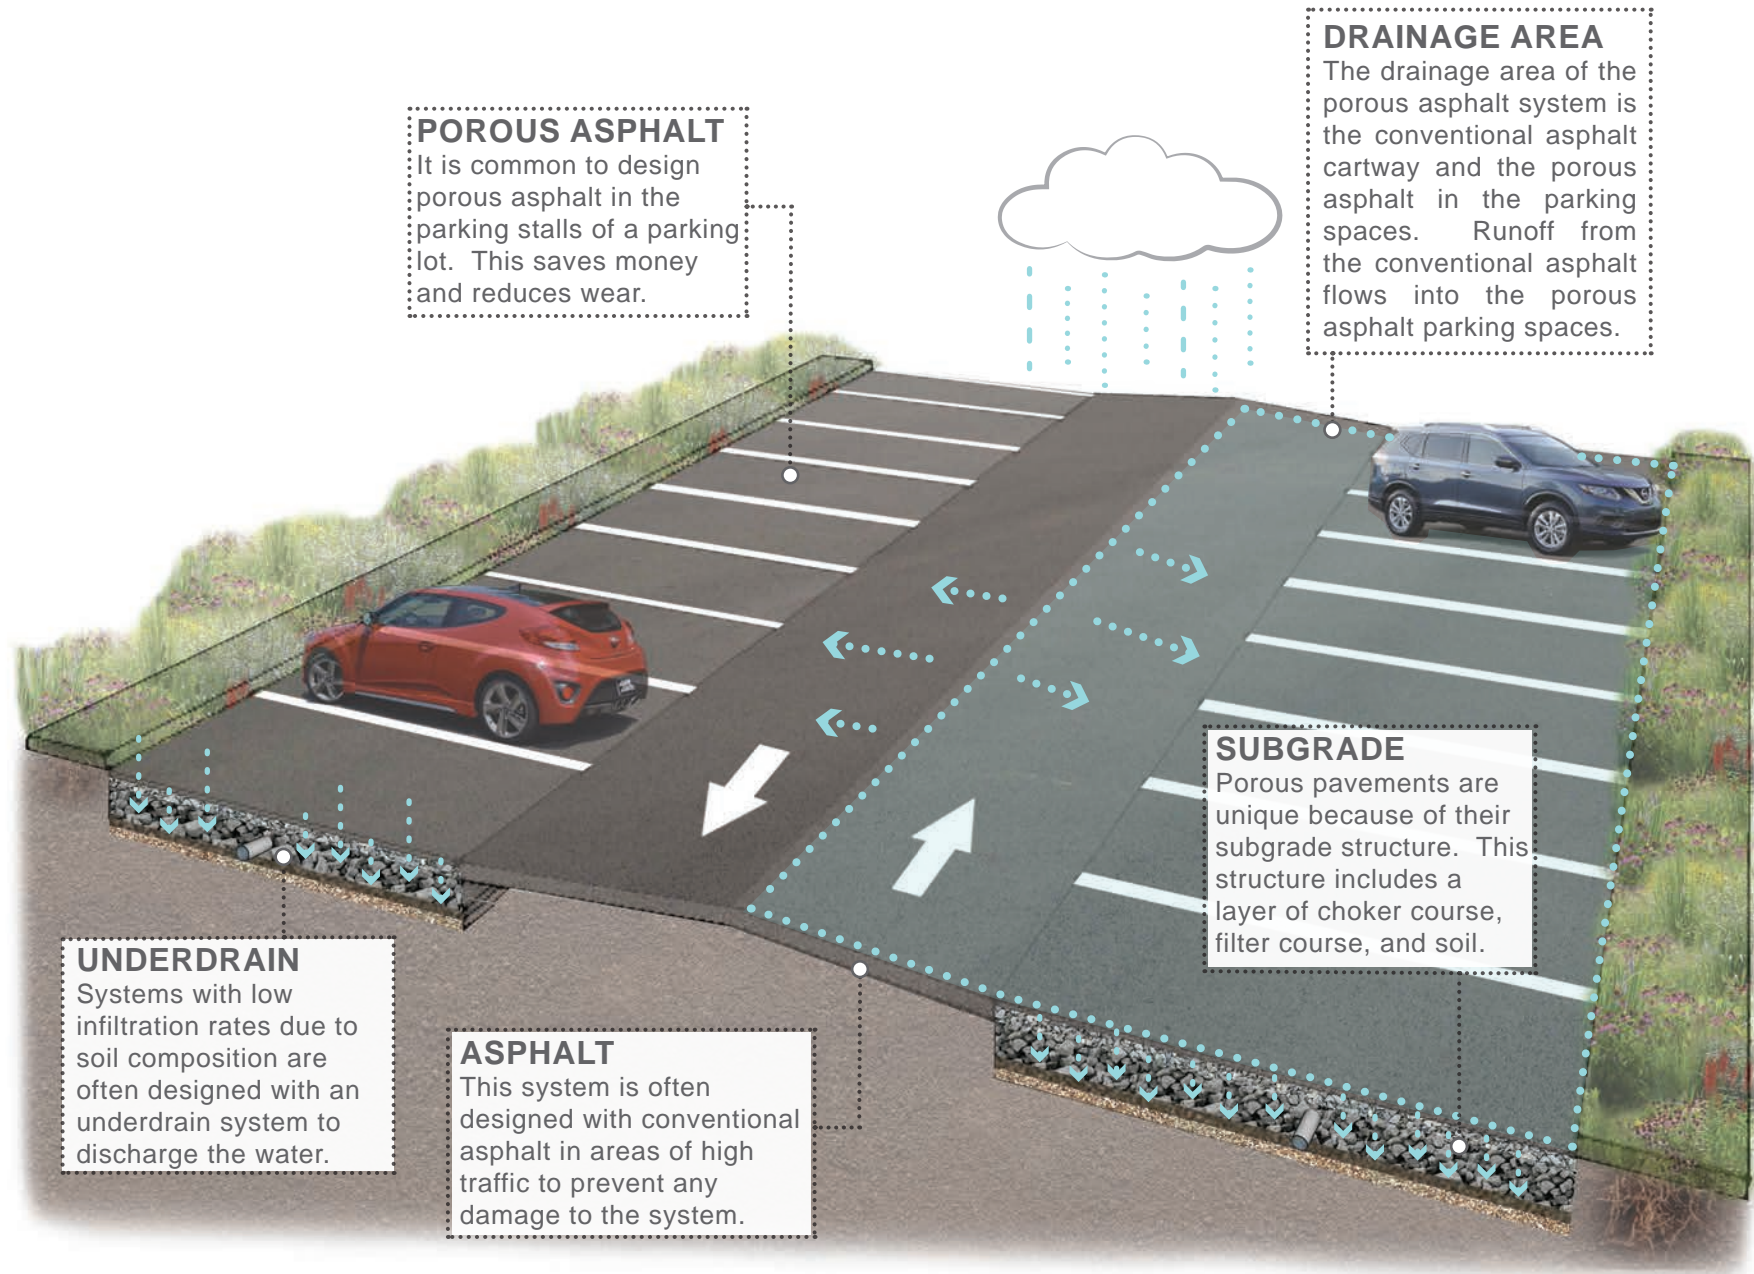 DRAINAGE AREA
The drainage area of the
porous asphalt system is
the conventional asphalt
cartway and the porous
asphalt in the parking
spaces. Runoff from
the conventional asphalt
flows into the porous
asphalt parking spaces.
POROUS ASPHALT
It is common to design
porous asphalt in the
parking stalls of a parking
lot. This saves money
and reduces wear.
SUBGRADE
Porous pavements are
unique because of their
subgrade structure. This
structure includes a
layer of choker course,
filter course, and soil.
UNDERDRAIN
Systems with low
infiltration rates due to
soil composition are
often designed with an
underdrain system to
discharge the water.
ASPHALT
This system is often
designed with conventional
asphalt in areas of high
traffic to prevent any
damage to the system.